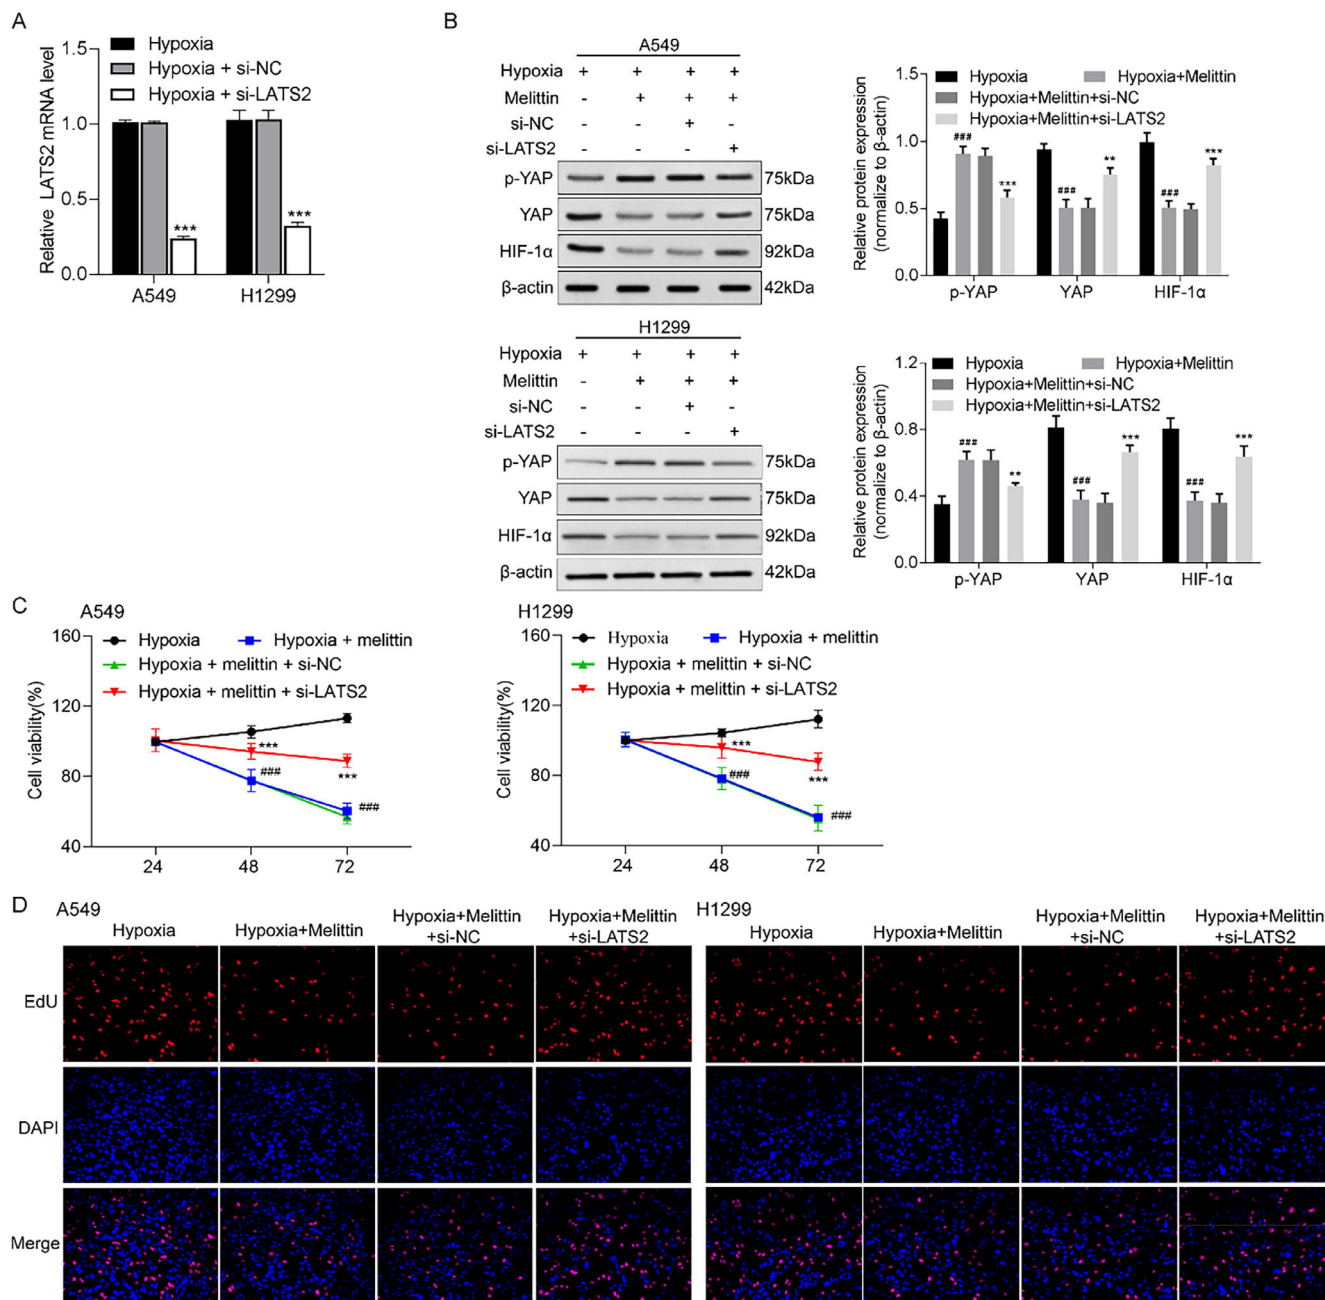 A
Relative LATS2 mRNA level
1.5
1.0
0.5
0.0
Hypoxia
Hypoxia + si-NC
Hypoxia + si-LATS2
***
***
A549
H1299
B
A549
Hypoxia + + + +
Melittin - + + +
si-NC - - + -
si-LATS2 - - - +
p-YAP 75kDa
YAP 75kDa
HIF-1α 92kDa
β-actin 42kDa
Relative protein expression
(normalize to β-actin)
1.5
1.0
0.5
0.0
Hypoxia
Hypoxia+Melittin
Hypoxia+Melittin+si-NC
Hypoxia+Melittin+si-LATS2
### *** ### ** ### ***
p-YAP YAP HIF-1α
H1299
Hypoxia + + + +
Melittin - + + +
si-NC - - + -
si-LATS2 - - - +
p-YAP 75kDa
YAP 75kDa
HIF-1α 92kDa
β-actin 42kDa
Relative protein expression
(normalize to β-actin)
1.2
0.8
0.4
0.0
Hypoxia
Hypoxia+Melittin
Hypoxia+Melittin+si-NC
Hypoxia+Melittin+si-LATS2
### ** ### *** ### ***
p-YAP YAP HIF-1α
C
A549
Cell viability(%)
160
120
80
40
Hypoxia
Hypoxia + melittin
Hypoxia + melittin + si-NC
Hypoxia + melittin + si-LATS2
***
###
***
###
24 48 72
H1299
Cell viability(%)
160
120
80
40
Hypoxia
Hypoxia + melittin
Hypoxia + melittin + si-NC
Hypoxia + melittin + si-LATS2
***
###
***
###
24 48 72
D
A549
Hypoxia
Hypoxia+Melittin
Hypoxia+Melittin
+si-NC
Hypoxia+Melittin
+si-LATS2
H1299
Hypoxia
Hypoxia+Melittin
Hypoxia+Melittin
+si-NC
Hypoxia+Melittin
+si-LATS2
EdU
DAPI
Merge